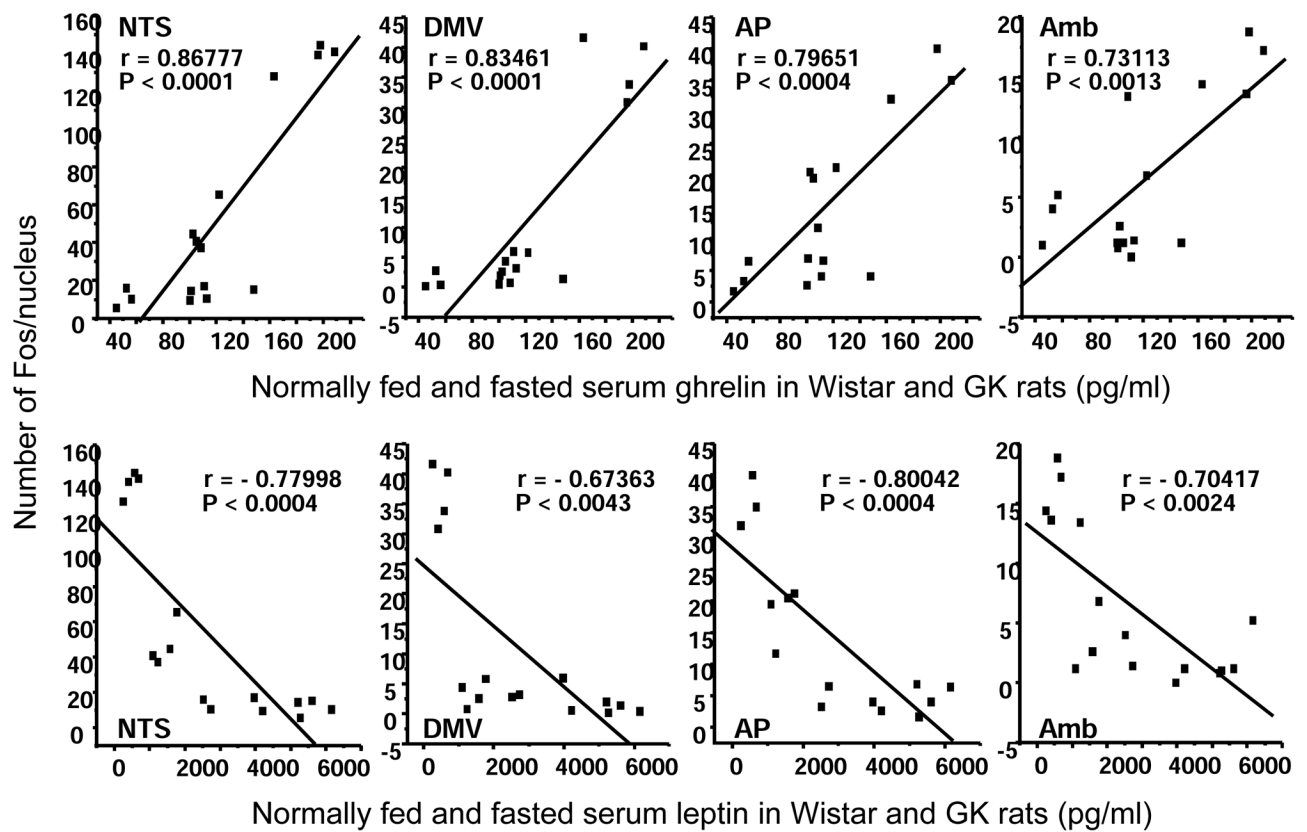 Number of Fos/nucleus
NTS
r = 0.86777
P < 0.0001
160
140
120
100
80
60
40
20
0
40 80 120 160 200
DMV
r = 0.83461
P < 0.0001
45
40
35
30
25
20
15
10
5
0
-5
40 80 120 160 200
AP
r = 0.79651
P < 0.0004
45
40
35
30
25
20
15
10
5
0
40 80 120 160 200
Amb
r = 0.73113
P < 0.0013
20
15
10
5
0
-5
40 80 120 160 200
Normally fed and fasted serum ghrelin in Wistar and GK rats (pg/ml)
160
140
120
100
80
60
40
20
0
r = - 0.77998
P < 0.0004
NTS
0 2000 4000 6000
45
40
35
30
25
20
15
10
5
0
-5
r = - 0.67363
P < 0.0043
DMV
0 2000 4000 6000
45
40
35
30
25
20
15
10
5
0
r = - 0.80042
P < 0.0004
AP
0 2000 4000 6000
20
15
10
5
0
-5
r = - 0.70417
P < 0.0024
Amb
0 2000 4000 6000
Normally fed and fasted serum leptin in Wistar and GK rats (pg/ml)